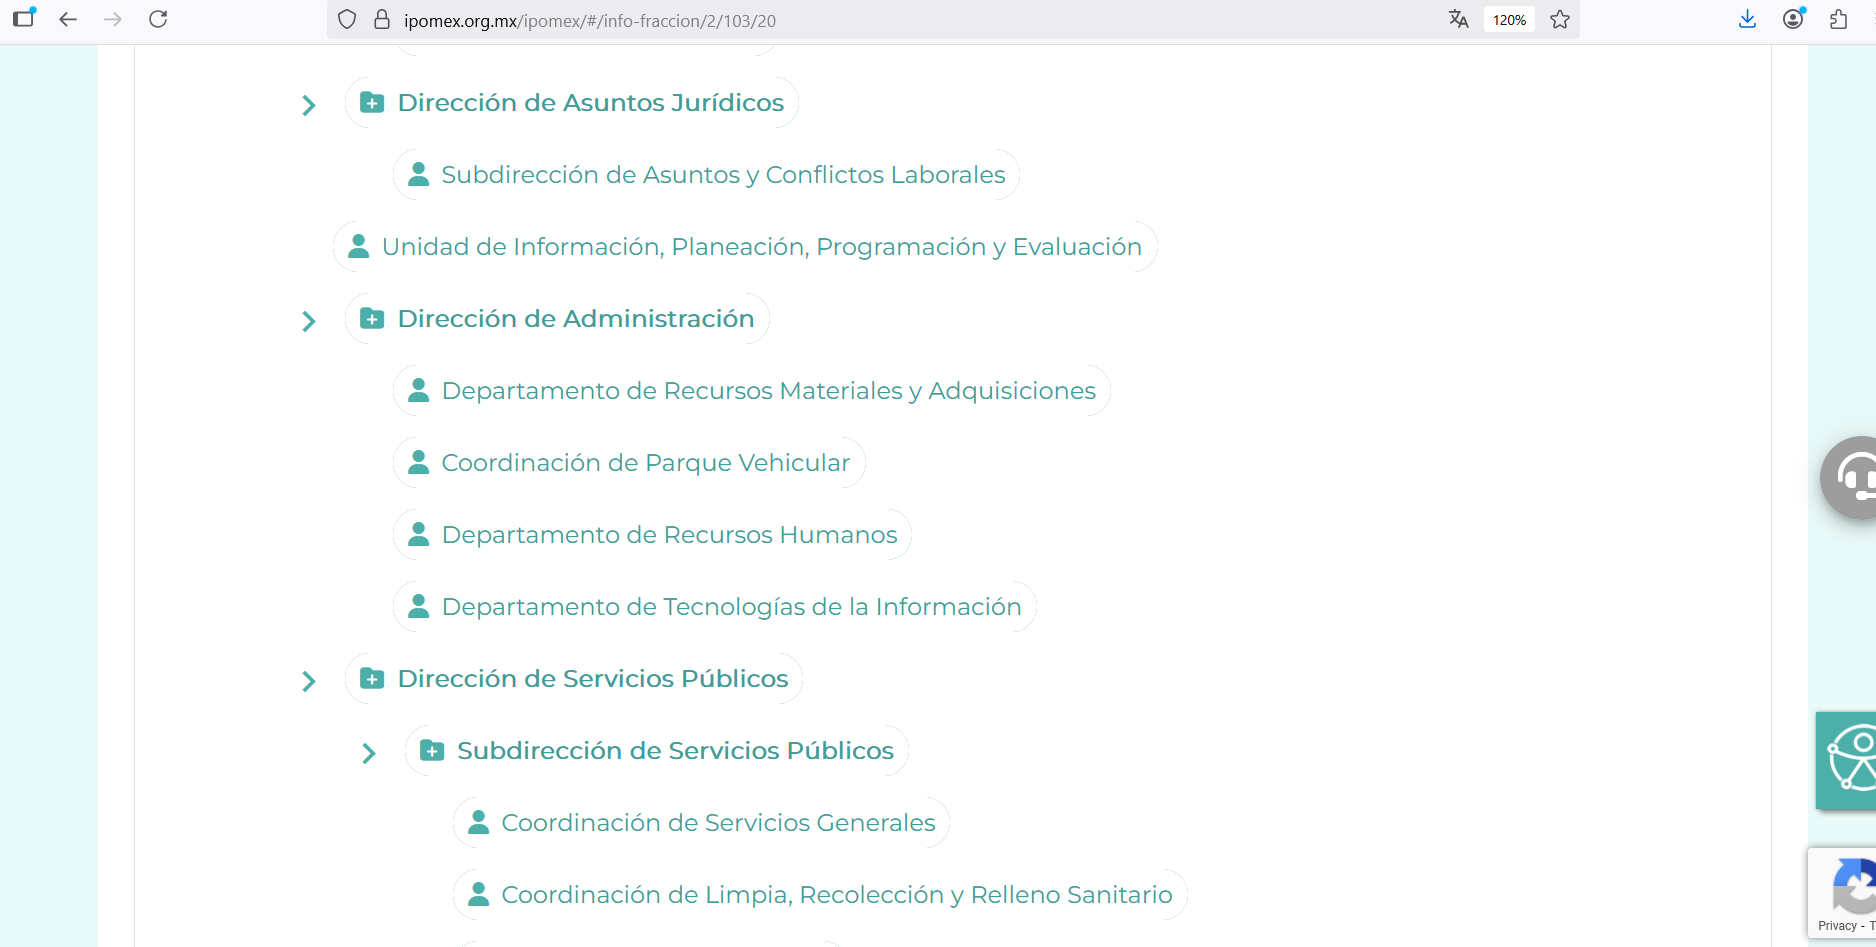 ipomex.org.mx/ipomex/#/info-fraccion/2/103/20
120%
Dirección de Asuntos Jurídicos
Subdirección de Asuntos y Conflictos Laborales
Unidad de Información, Planeación, Programación y Evaluación
Dirección de Administración
Departamento de Recursos Materiales y Adquisiciones
Coordinación de Parque Vehicular
Departamento de Recursos Humanos
Departamento de Tecnologías de la Información
Dirección de Servicios Públicos
Subdirección de Servicios Públicos
Coordinación de Servicios Generales
Coordinación de Limpia, Recolección y Relleno Sanitario
Privacy -